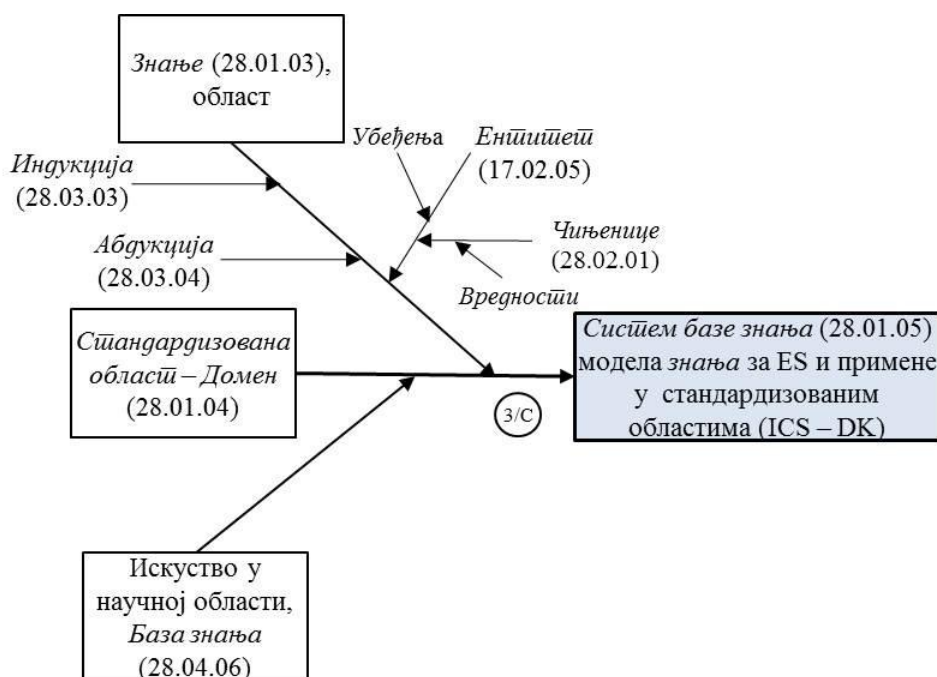 Знање (28.01.03),
област
Убеђења
Ентитет
(17.02.05)
Индукција
(28.03.03)
Чињенице
(28.02.01)
Абдукција
(28.03.04)
Вредности
Стандардизована
област – Домен
(28.01.04)
Систем базе знања (28.01.05)
модела знања за ES и примене
у стандардизованим
областима (ICS – DK)
3/C
Искуство у
научној области,
База знања
(28.04.06)